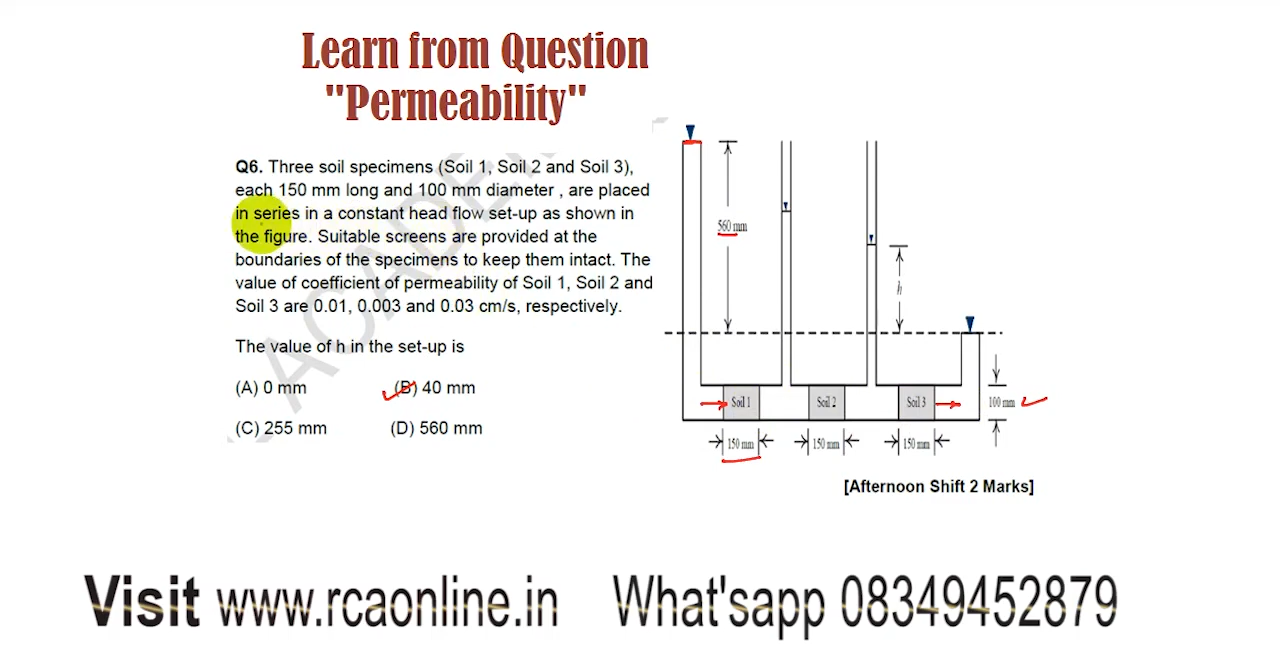 Learn from Question
"Permeability"
Q6. Three soil specimens (Soil 1, Soil 2 and Soil 3),
each 150 mm long and 100 mm diameter , are placed
in series in a constant head flow set-up as shown in
the figure. Suitable screens are provided at the
boundaries of the specimens to keep them intact. The
value of coefficient of permeability of Soil 1, Soil 2 and
Soil 3 are 0.01, 0.003 and 0.03 cm/s, respectively.
The value of h in the set-up is
(A) 0 mm (B) 40 mm
(C) 255 mm (D) 560 mm
560 mm
h
Soil 1 Soil 2 Soil 3 100 mm
150 mm 150 mm 150 mm
[Afternoon Shift 2 Marks]
ACADEM
Visit www.rcaonline.in What'sapp 08349452879